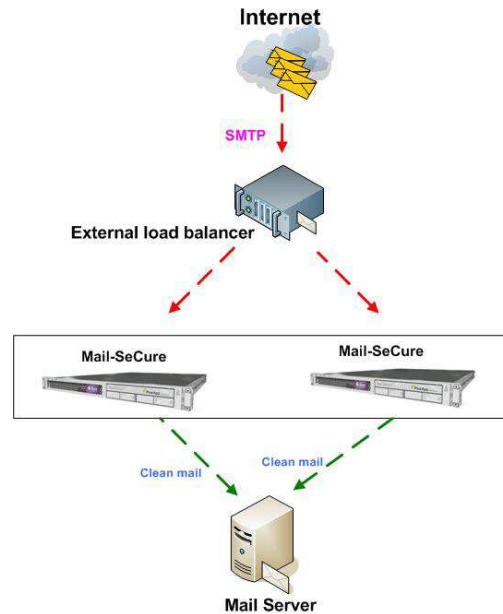 Internet
SMTP
External load balancer
Mail-SeCure
Mail-SeCure
Clean mail
Clean mail
Mail Server